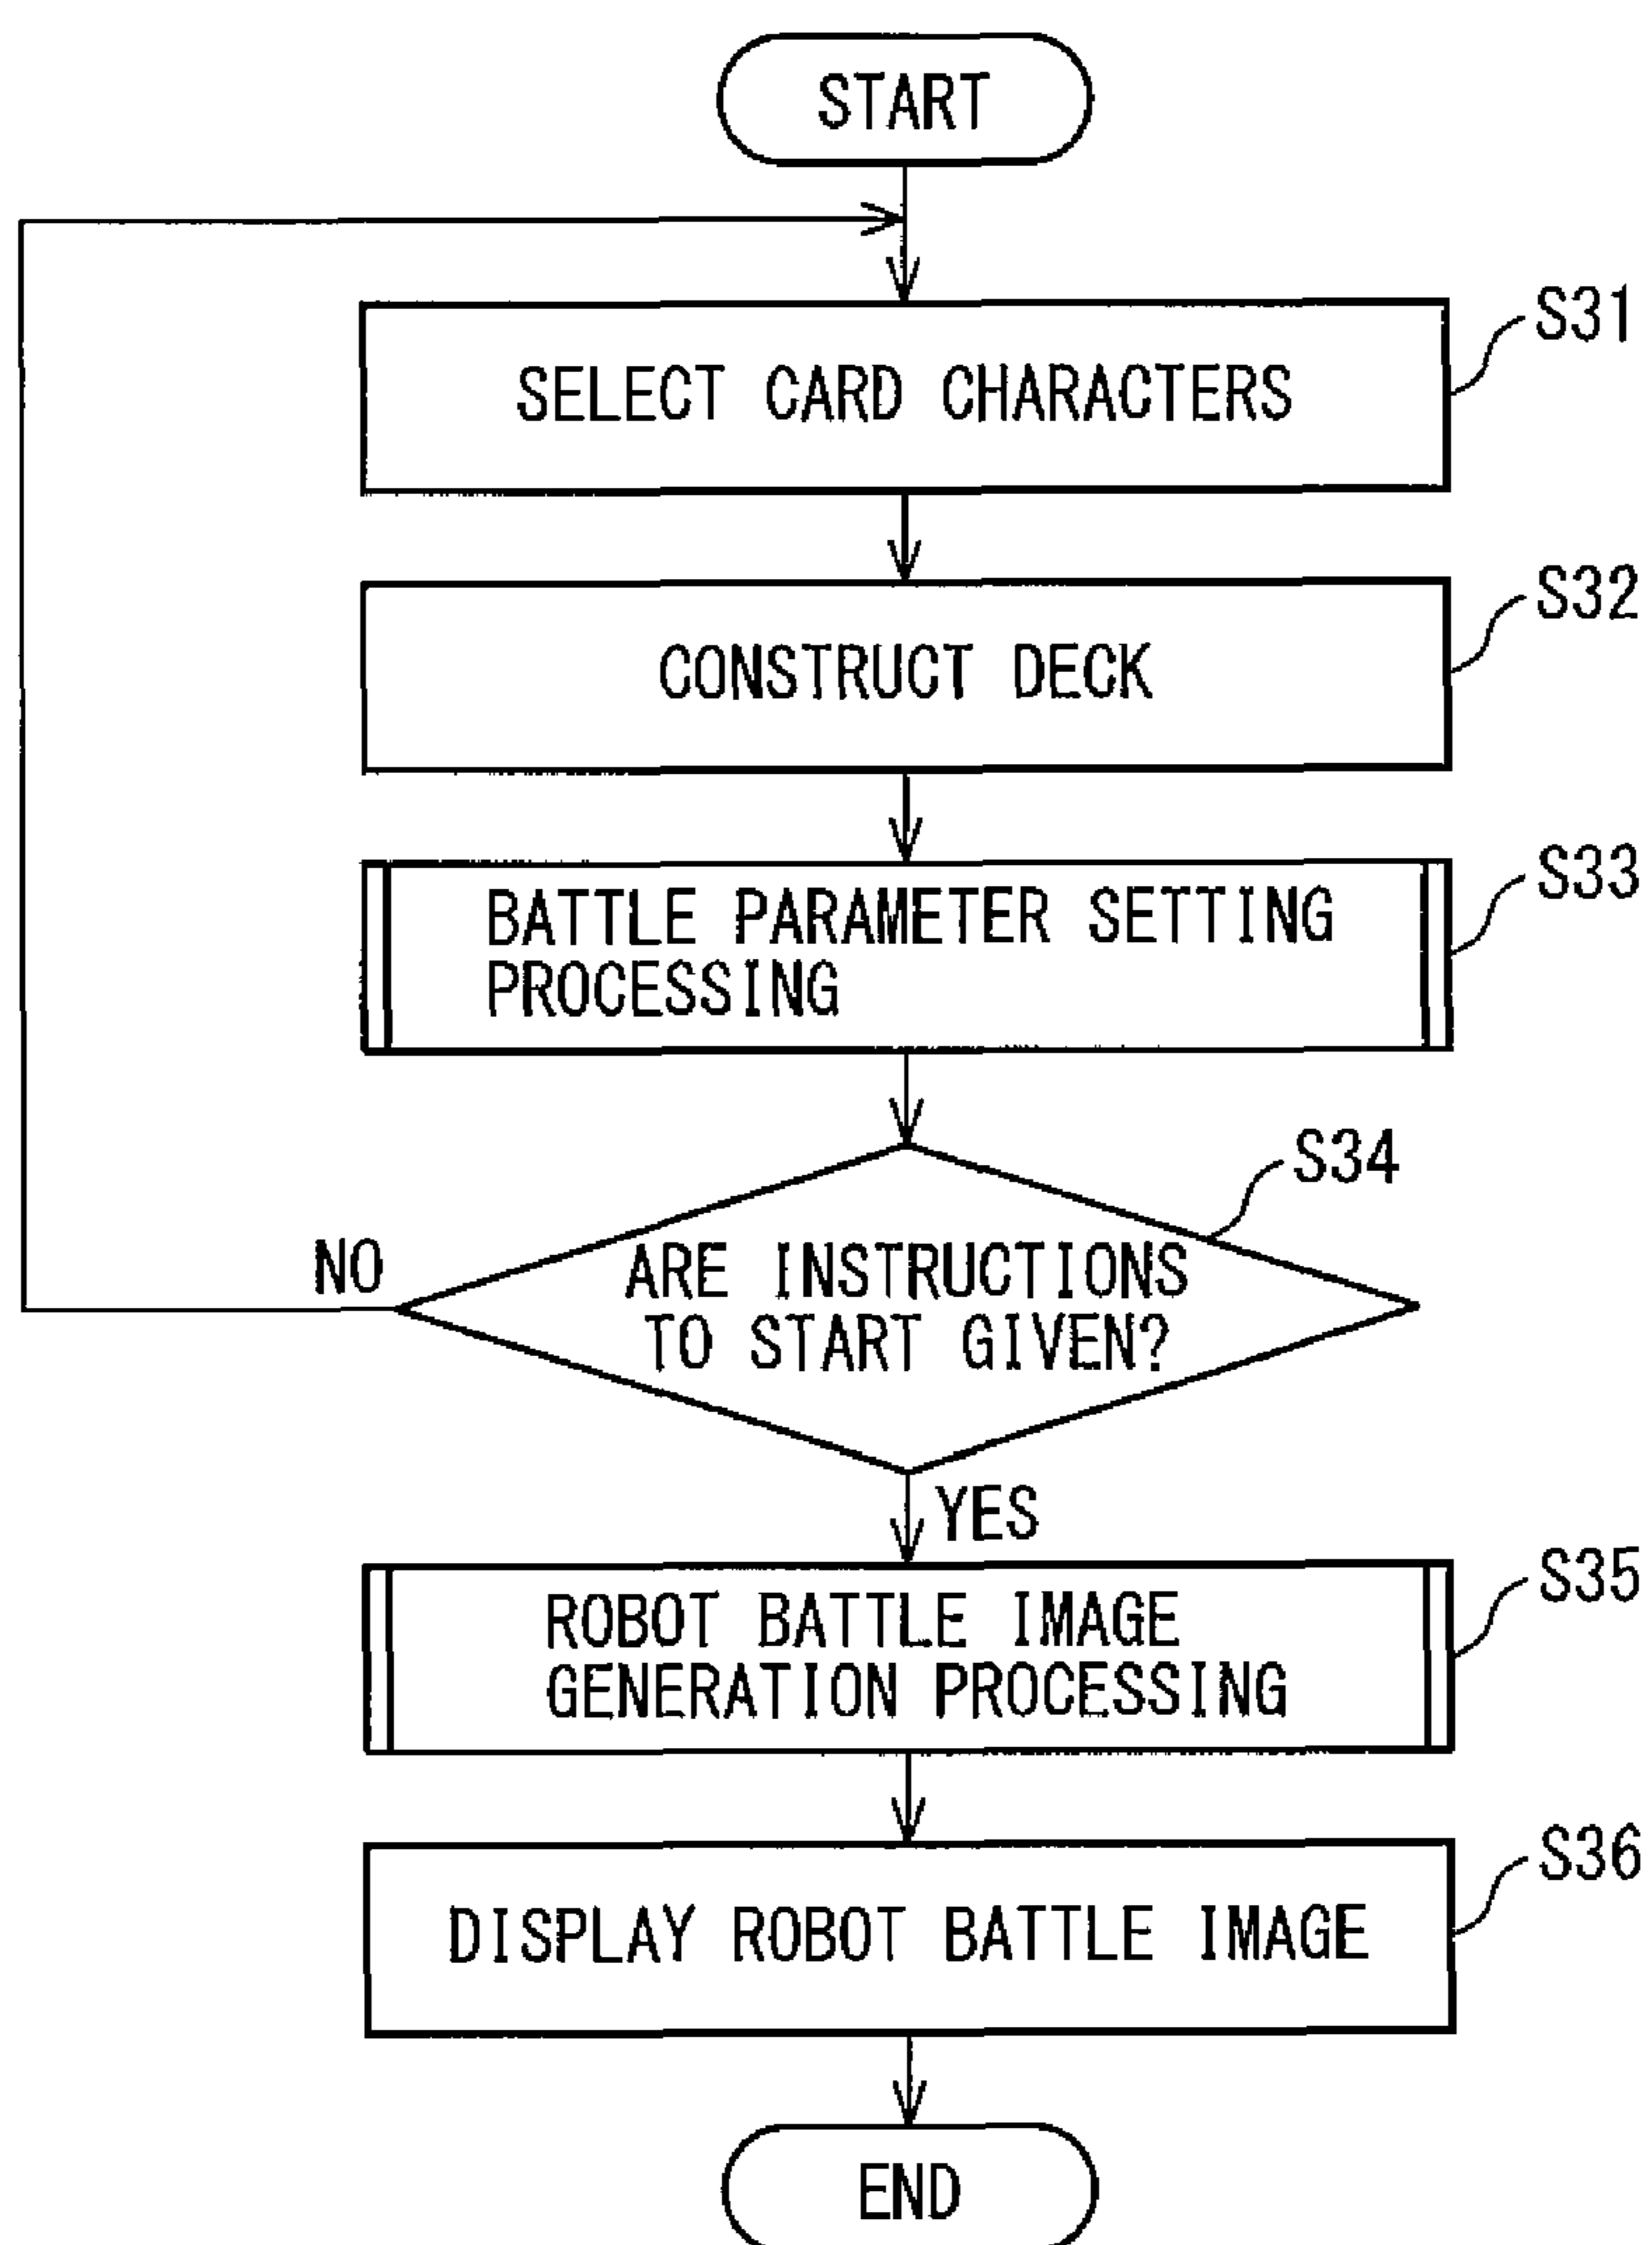 START
SELECT CARD CHARACTERS
S31
CONSTRUCT DECK
S32
BATTLE PARAMETER SETTING
PROCESSING
S33
ARE INSTRUCTIONS
TO START GIVEN?
S34
NO
YES
ROBOT BATTLE IMAGE
GENERATION PROCESSING
S35
DISPLAY ROBOT BATTLE IMAGE
S36
END